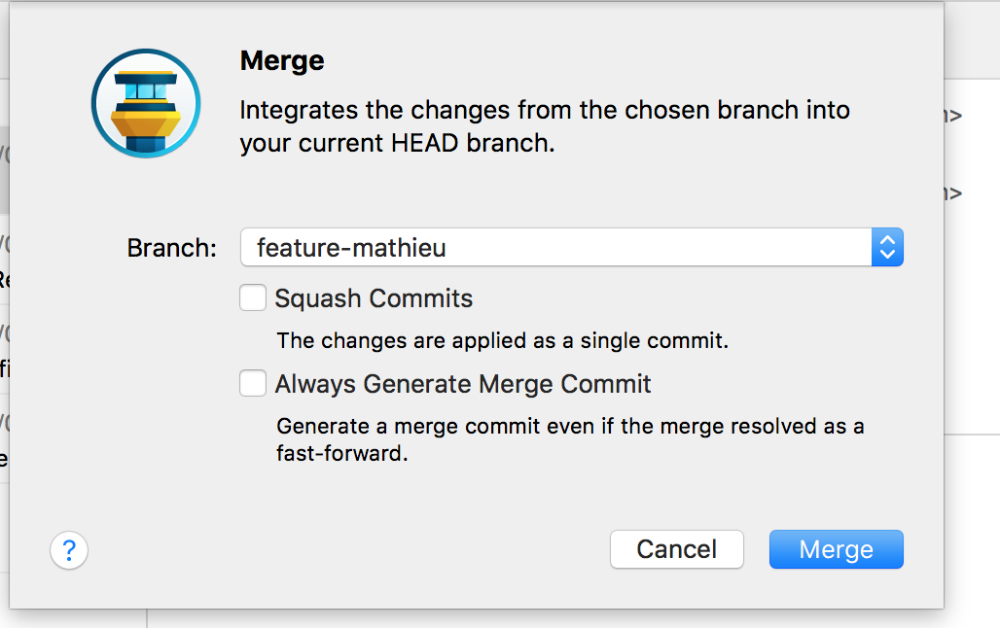 Merge
Integrates the changes from the chosen branch into
your current HEAD branch.
Branch: feature-mathieu
Squash Commits
The changes are applied as a single commit.
Always Generate Merge Commit
Generate a merge commit even if the merge resolved as a
fast-forward.
? Cancel Merge